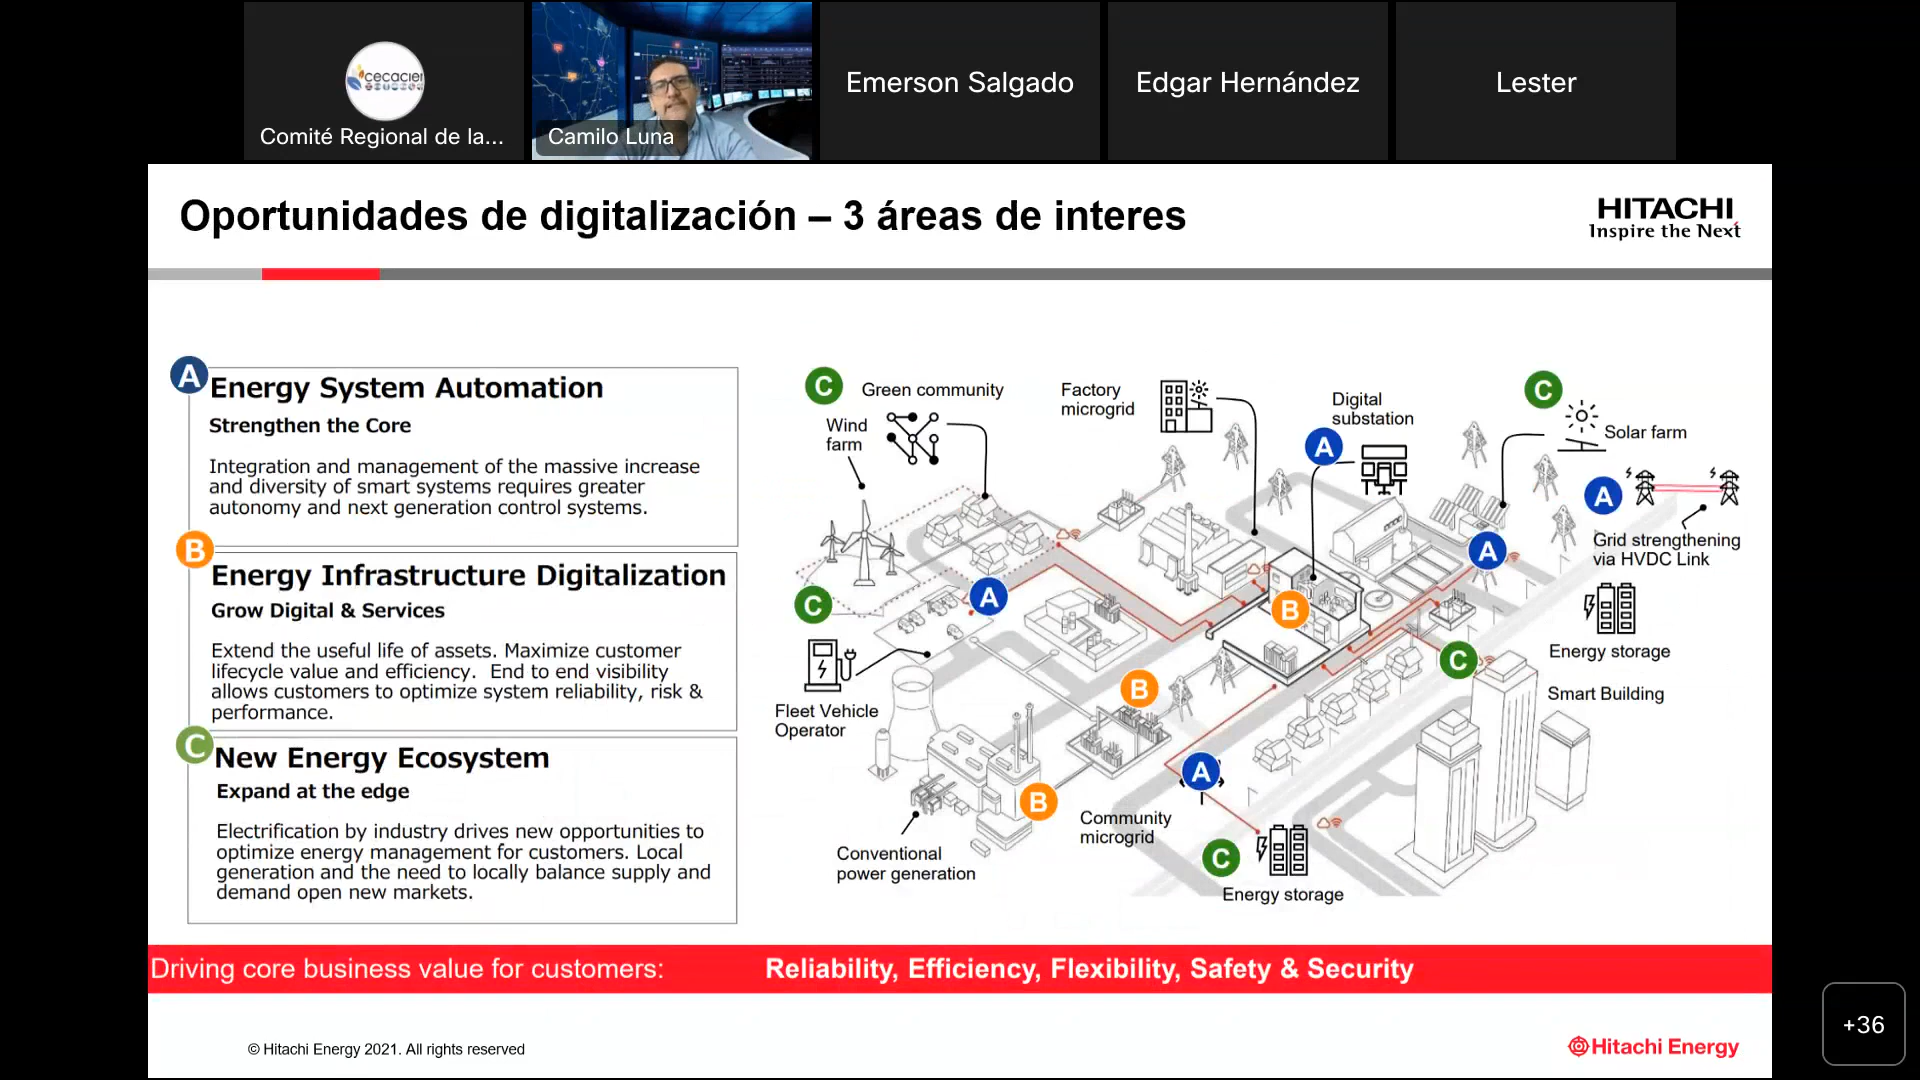 cecacier
Comité Regional de la...
Camilo Luna
Emerson Salgado
Edgar Hernández
Lester
Oportunidades de digitalización – 3 áreas de interes
HITACHI
Inspire the Next
A
Energy System Automation
Strengthen the Core
Integration and management of the massive increase
and diversity of smart systems requires greater
autonomy and next generation control systems.
B
Energy Infrastructure Digitalization
Grow Digital & Services
Extend the useful life of assets. Maximize customer
lifecycle value and efficiency.  End to end visibility
allows customers to optimize system reliability, risk &
performance.
C
New Energy Ecosystem
Expand at the edge
Electrification by industry drives new opportunities to
optimize energy management for customers. Local
generation and the need to locally balance supply and
demand open new markets.
C
Green community
Wind
farm
Factory
microgrid
Digital
substation
A
C
Solar farm
A
Grid strengthening
via HVDC Link
A
C
A
B
Energy storage
C
Smart Building
Fleet Vehicle
Operator
B
A
B
Community
microgrid
Conventional
power generation
C
Energy storage
Driving core business value for customers:
Reliability, Efficiency, Flexibility, Safety & Security
© Hitachi Energy 2021. All rights reserved
Hitachi Energy
+36